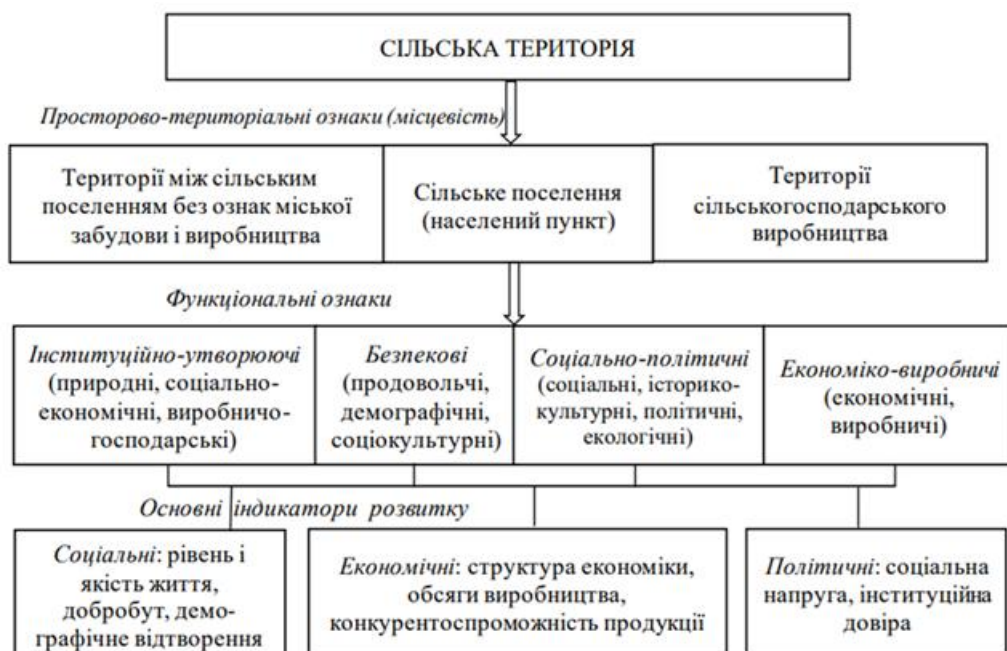 СІЛЬСЬКА ТЕРИТОРІЯ
Просторово-територіальні ознаки (місцевість)
Території між сільським
поселенням без ознак міської
забудови і виробництва
Сільське поселення
(населений пункт)
Території
сільськогосподарського
виробництва
Функціональні ознаки
Інституційно-утворюючі
(природні, соціально-
економічні, виробничо-
господарські)
Безпекові
(продовольчі,
демографічні,
соціокультурні)
Соціально-політичні
(соціальні, історико-
культурні, політичні,
екологічні)
Економіко-виробничі
(економічні,
виробничі)
Основні індикатори розвитку
Соціальні: рівень і
якість життя,
добробут, демо-
графічне відтворення
Економічні: структура економіки,
обсяги виробництва,
конкурентоспроможність продукції
Політичні: соціальна
напруга, інституційна
довіра